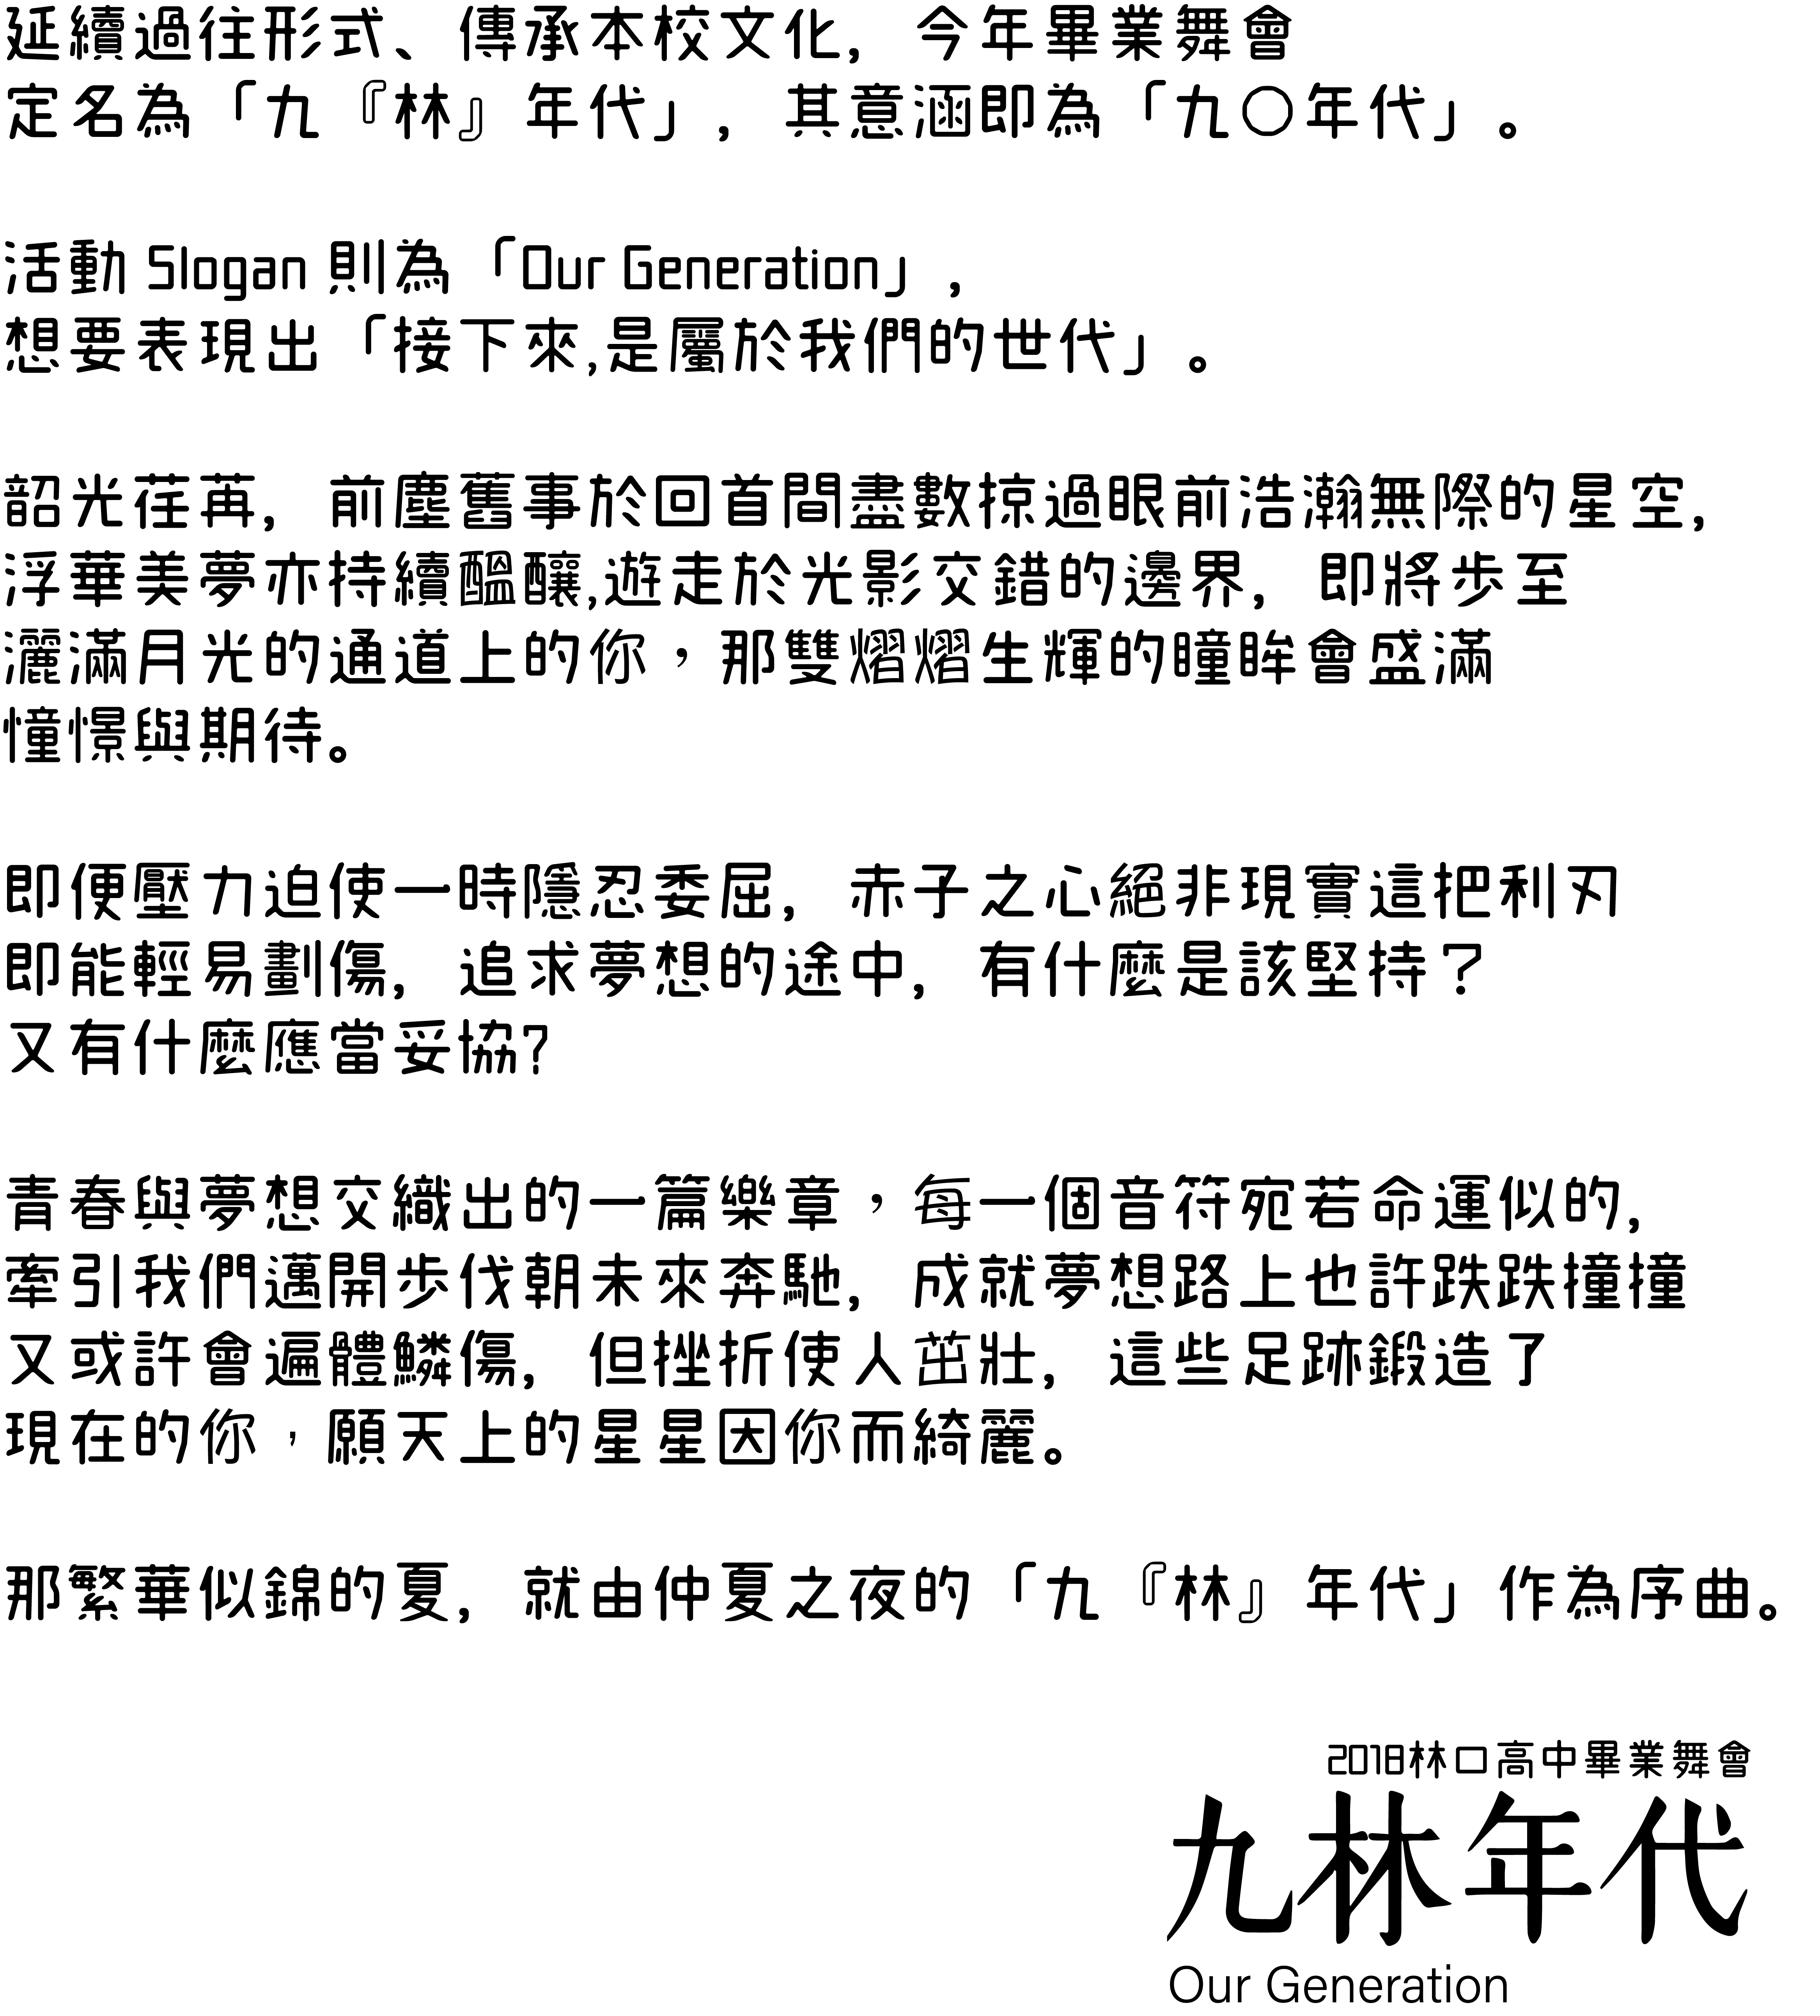 延續過往形式、傳承本校文化，今年畢業舞會
定名為「九『林』年代」，其意涵即為「九〇年代」。
活動 Slogan 則為「Our Generation」，
想要表現出「接下來,是屬於我們的世代」。
韶光荏苒，前塵舊事於回首間盡數掠過眼前浩瀚無際的星空，
浮華美夢亦持續醞釀,遊走於光影交錯的邊界，即將步至
灑滿月光的通道上的你，那雙熠熠生輝的瞳眸會盛滿
憧憬與期待。
即便壓力迫使一時隱忍委屈，赤子之心絕非現實這把利刃
即能輕易劃傷，追求夢想的途中，有什麼是該堅持？
又有什麼應當妥協?
青春與夢想交織出的一篇樂章，每一個音符宛若命運似的，
牽引我們邁開步伐朝未來奔馳，成就夢想路上也許跌跌撞撞
又或許會遍體鱗傷，但挫折使人茁壯，這些足跡鍛造了
現在的你，願天上的星星因你而綺麗。
那繁華似錦的夏，就由仲夏之夜的「九『林』年代」作為序曲。
2018林口高中畢業舞會
九林年代
Our Generation